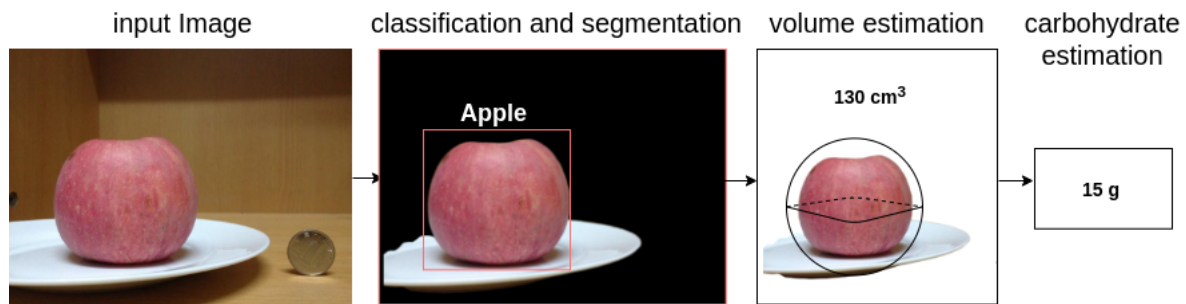 input Image
classification and segmentation
volume estimation
carbohydrate
estimation
Apple
130 cm³
15 g